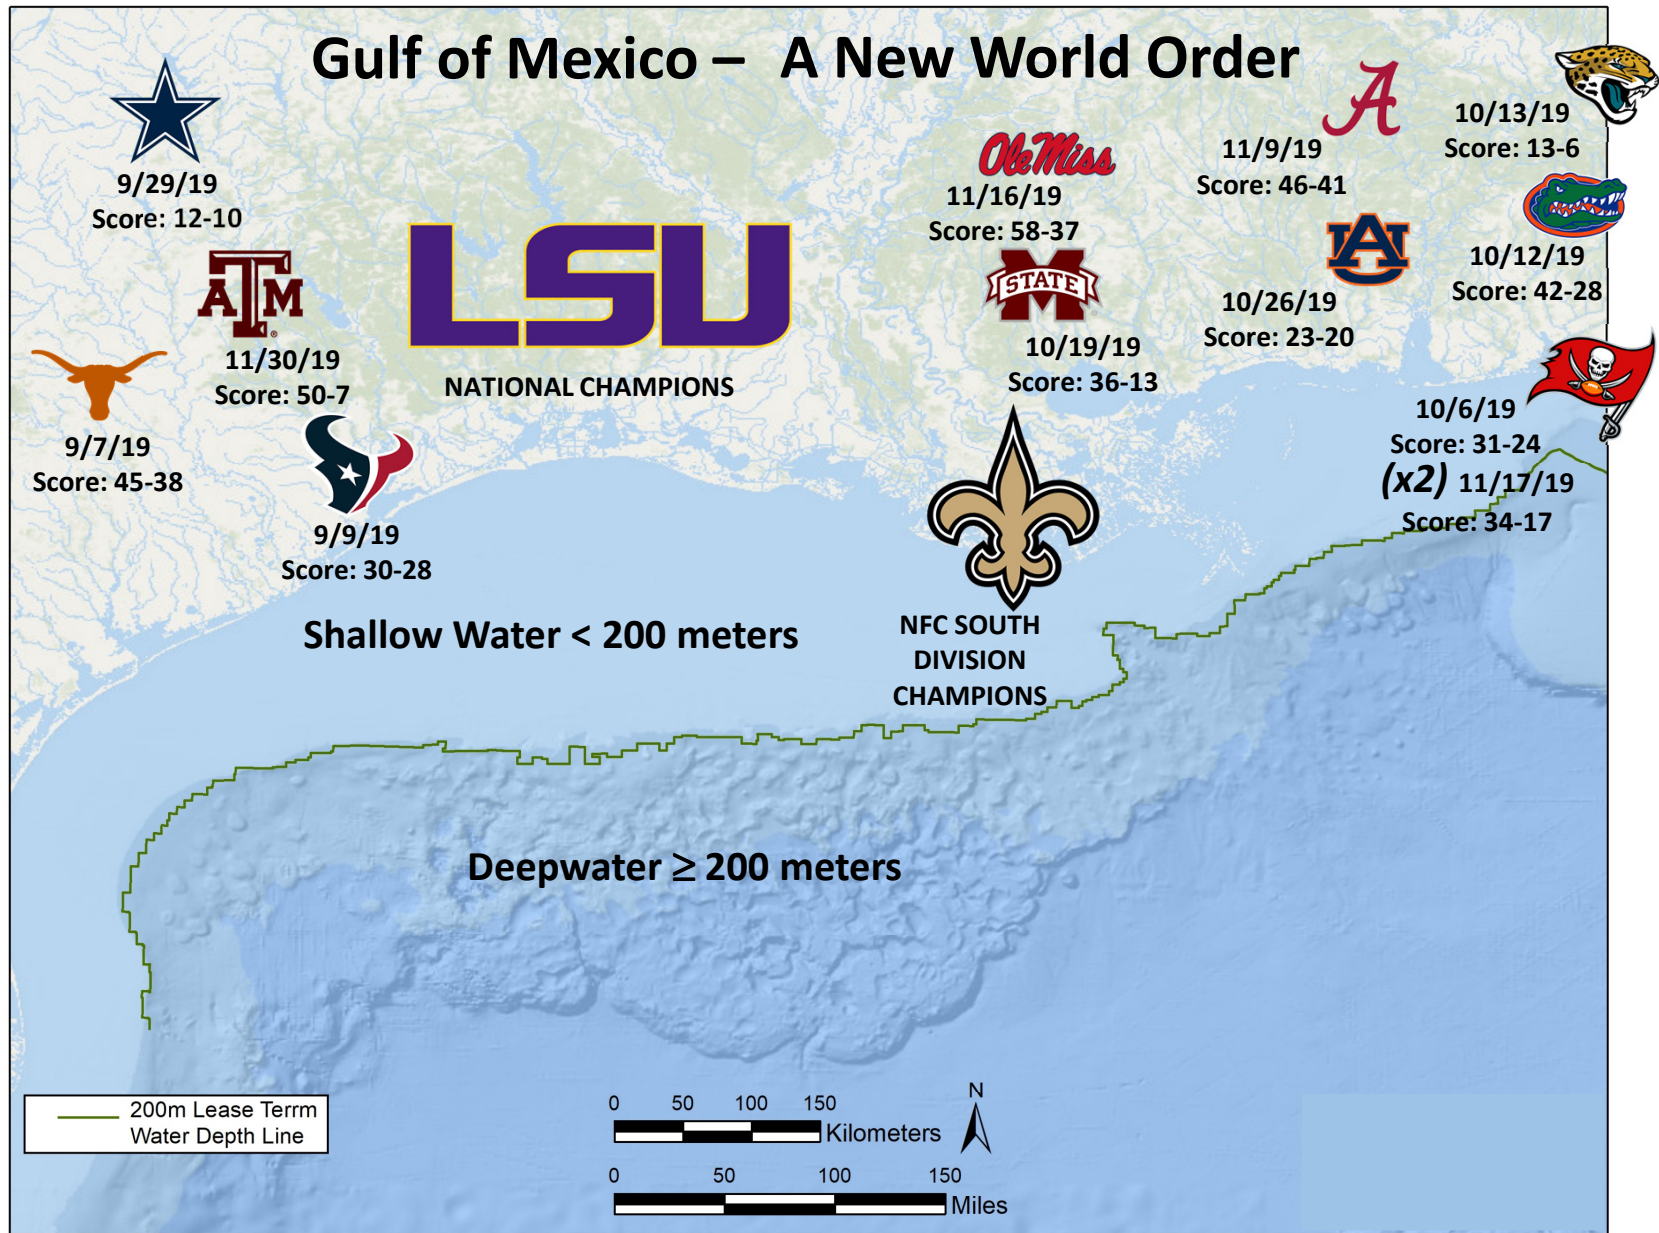 Gulf of Mexico – A New World Order
9/29/19
Score: 12-10
ATM
11/30/19
Score: 50-7
9/7/19
Score: 45-38
9/9/19
Score: 30-28
LSU
NATIONAL CHAMPIONS
Ole Miss
11/16/19
Score: 58-37
M
STATE
10/19/19
Score: 36-13
A
11/9/19
Score: 46-41
AU
10/26/19
Score: 23-20
10/13/19
Score: 13-6
10/12/19
Score: 42-28
10/6/19
Score: 31-24
(x2) 11/17/19
Score: 34-17
NFC SOUTH
DIVISION
CHAMPIONS
Shallow Water < 200 meters
Deepwater ≥ 200 meters
200m Lease Terrm
Water Depth Line
0 50 100 150
Kilometers
N
0 50 100 150
Miles